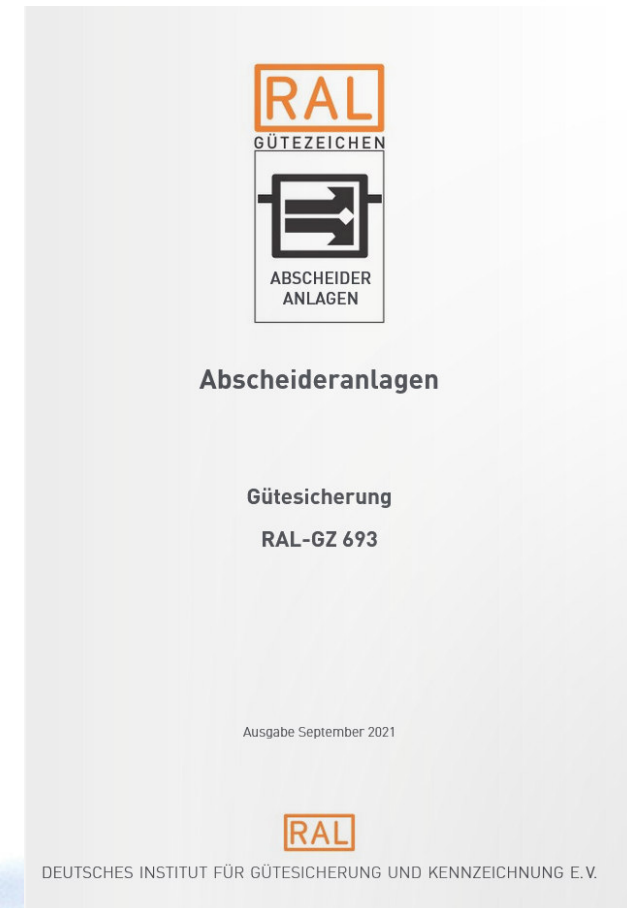 RAL
GÜTEZEICHEN
ABSCHEIDER
ANLAGEN
Abscheideranlagen
Gütesicherung
RAL-GZ 693
Ausgabe September 2021
RAL
DEUTSCHES INSTITUT FÜR GÜTESICHERUNG UND KENNZEICHNUNG E. V.